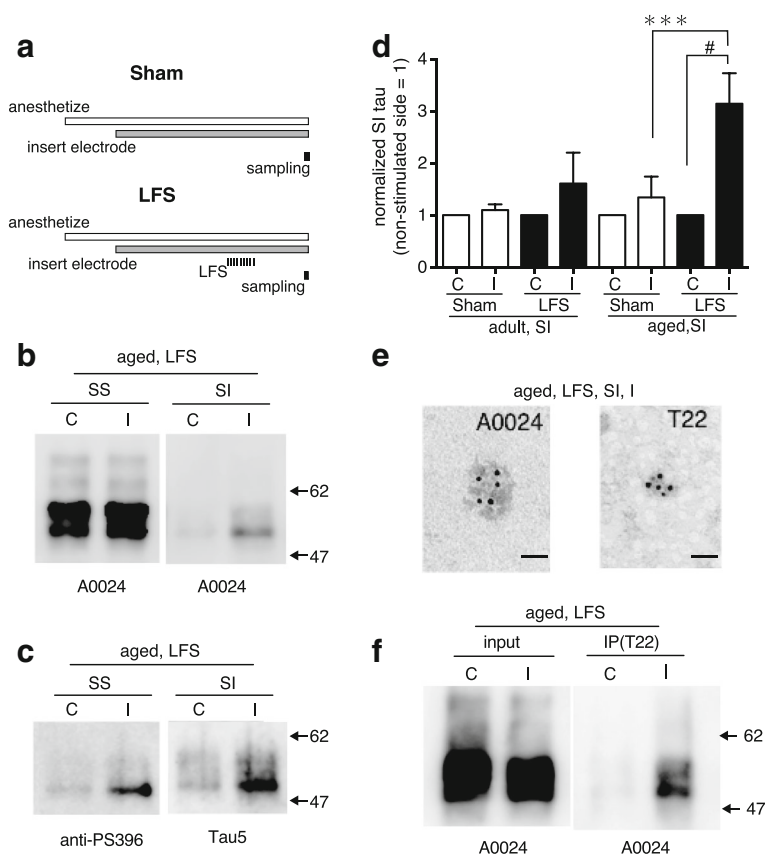 a
Sham
anesthetize
insert electrode
sampling
LFS
anesthetize
insert electrode
LFS
sampling
b
aged, LFS
SS SI
C I C I
62
47
A0024 A0024
c
aged, LFS
SS SI
C I C I
62
47
anti-PS396 Tau5
d
normalized SI tau
(non-stimulated side = 1)
4
3
2
1
0
***
#
C I C I C I C I
Sham LFS Sham LFS
adult, SI aged,SI
e
aged, LFS, SI, I
A0024 T22
f
aged, LFS
input IP(T22)
C I C I
62
47
A0024 A0024